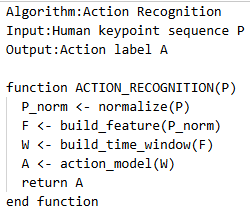 Algorithm:Action Recognition
Input:Human keypoint sequence P
Output:Action label A

function ACTION_RECOGNITION(P)
  P_norm <- normalize(P)
  F <- build_feature(P_norm)
  W <- build_time_window(F)
  A <- action_model(W)
  return A
end function